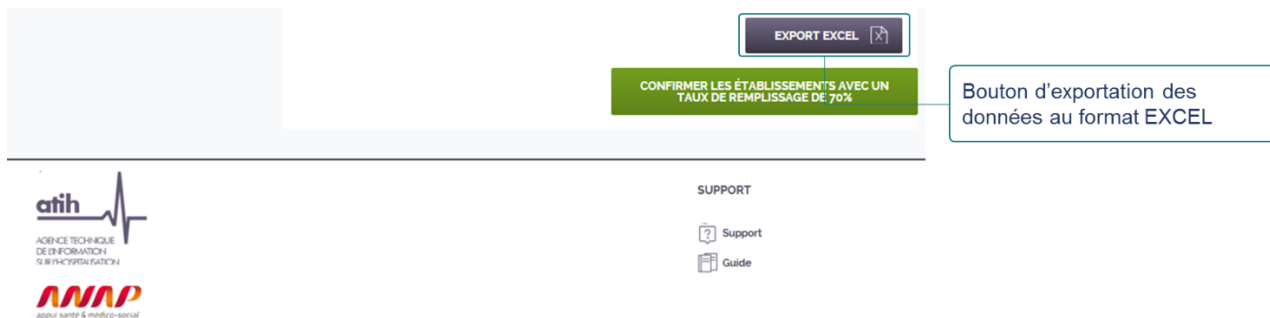 EXPORT EXCEL
CONFIRMER LES ÉTABLISSEMENTS AVEC UN
TAUX DE REMPLISSAGE DE 70%
Bouton d'exportation des
données au format EXCEL
atih
AGENCE TECHNIQUE
DE L'INFORMATION
SUR L'HOSPITALISATION
anap
appui santé & médico-social
SUPPORT
Support
Guide